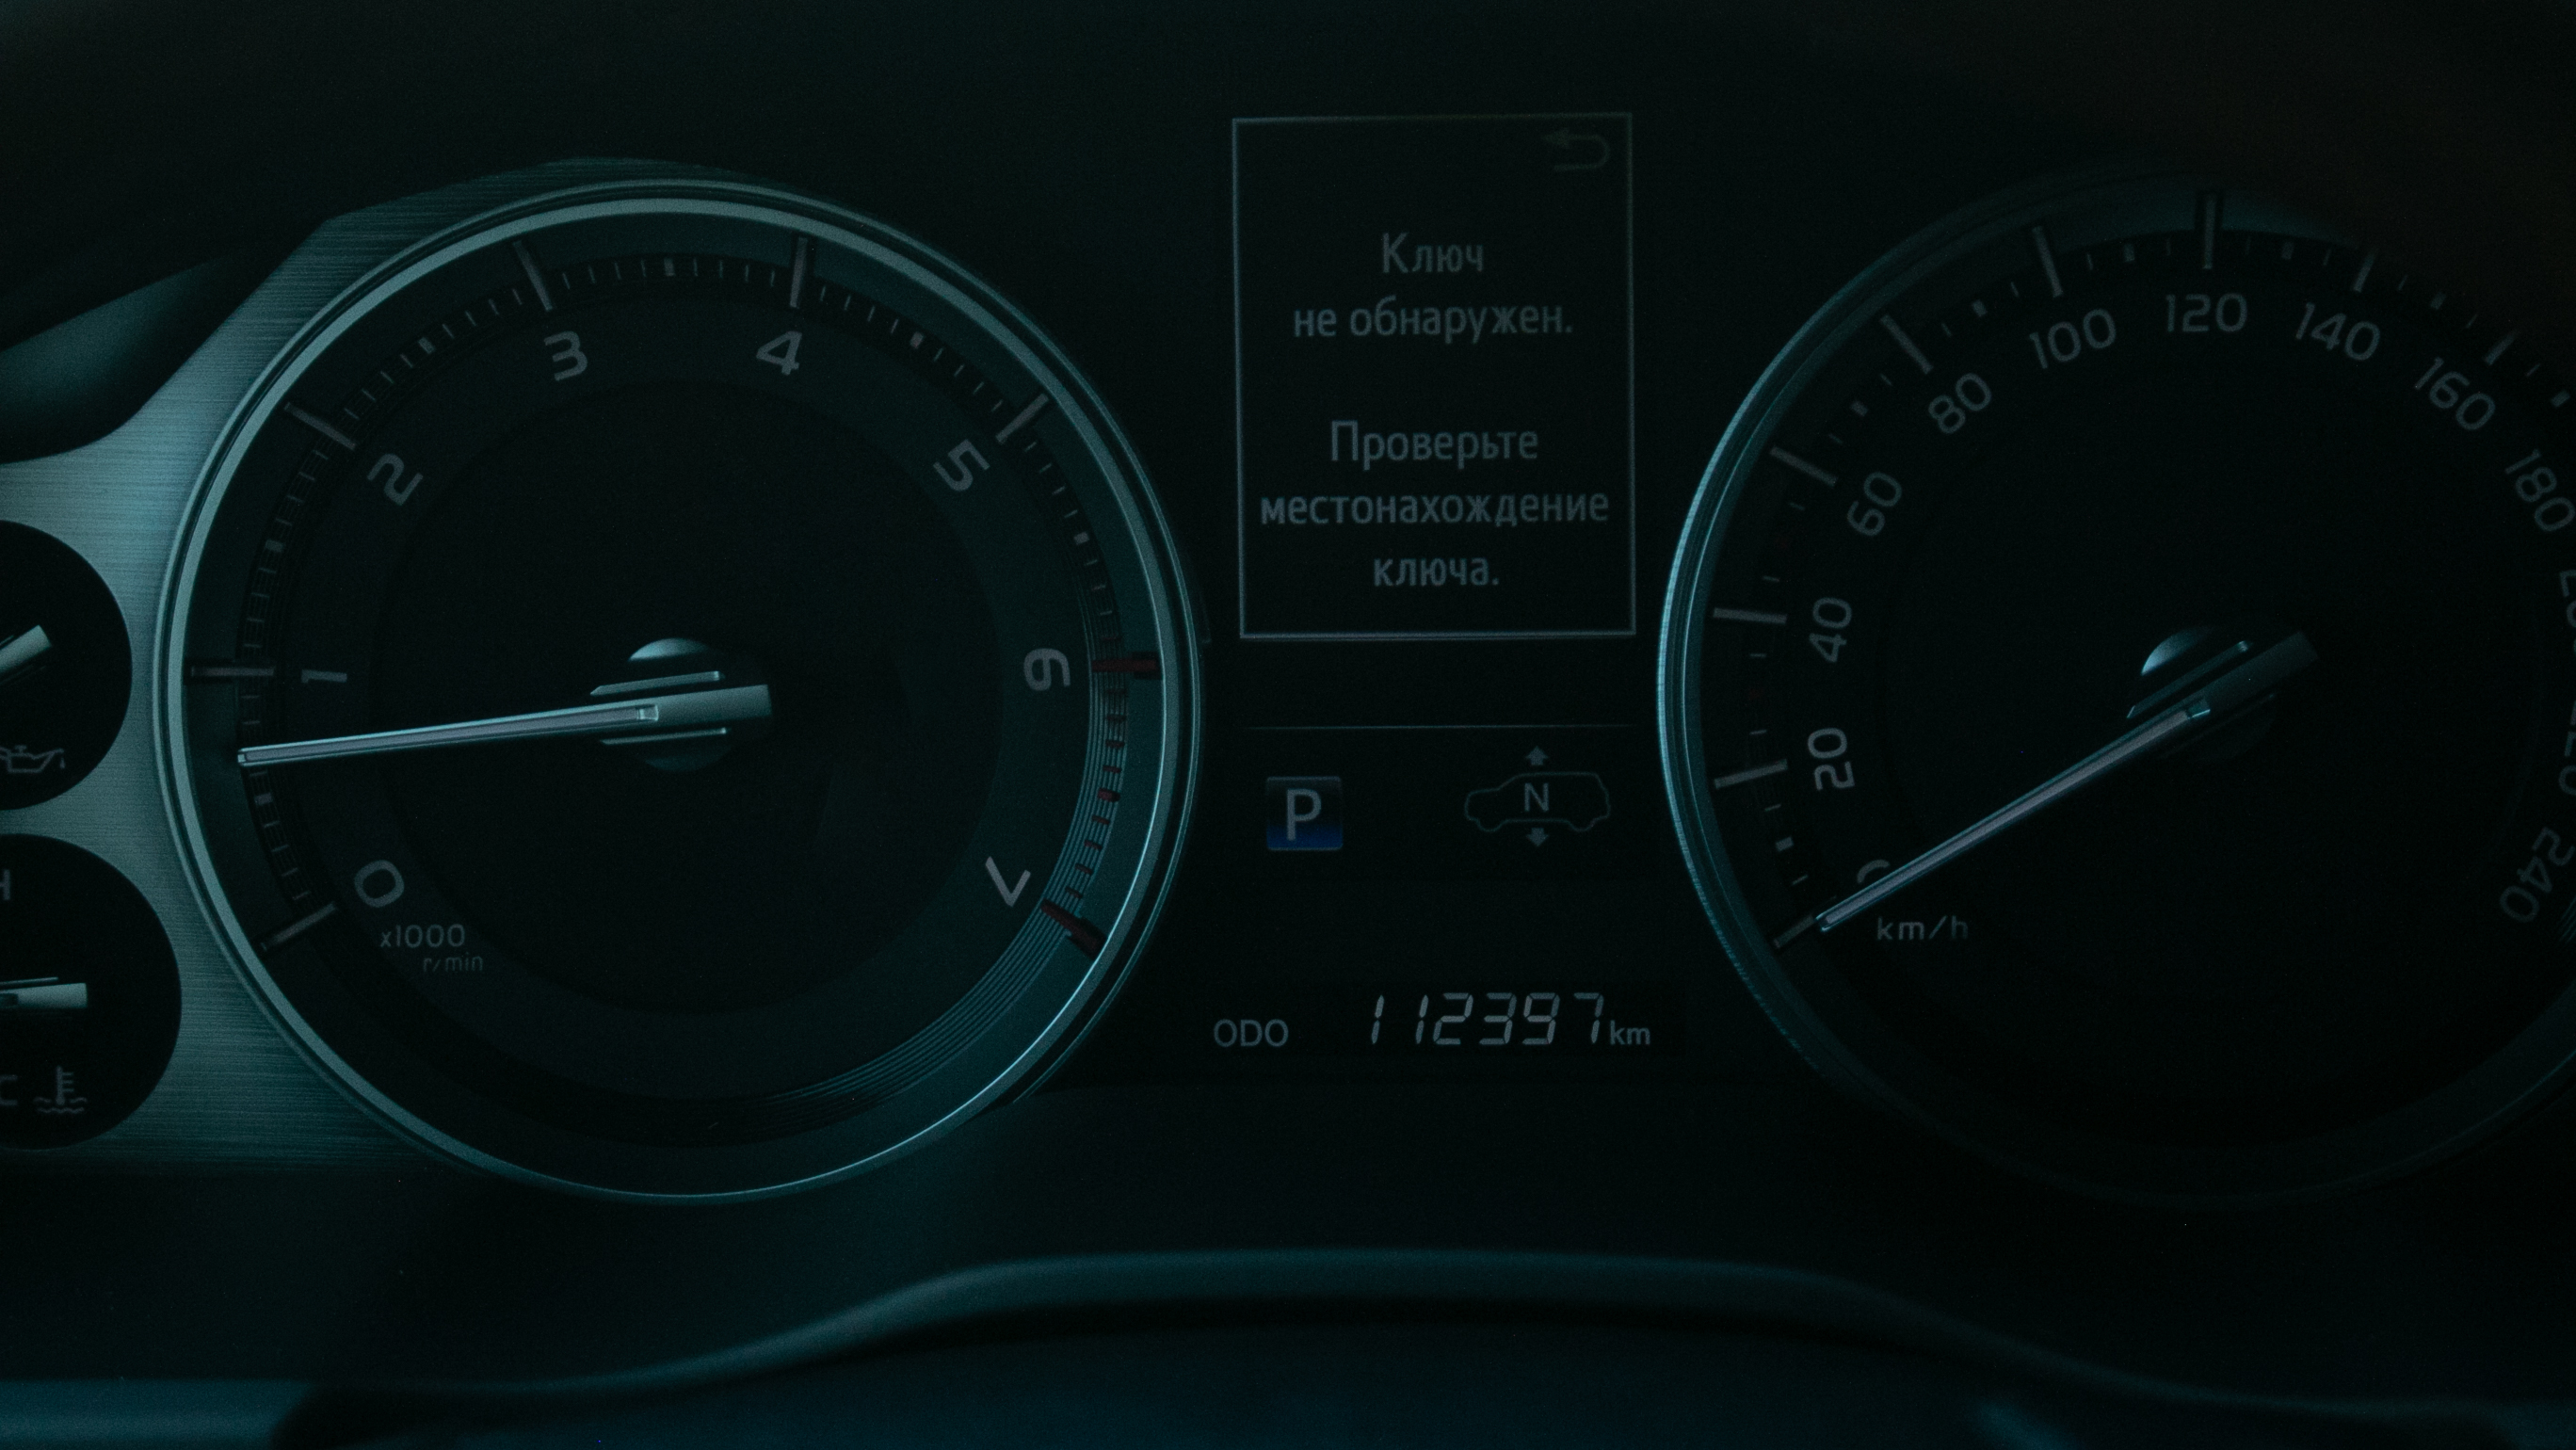 Ключ
не обнаружен.
Проверьте
местонахождение
ключа.
P
N
ODO 112397 km
0 1 2 3 4 5 6 7
x1000
r/min
20 40 60 80 100 120 140 160 180
240
km/h
H
C